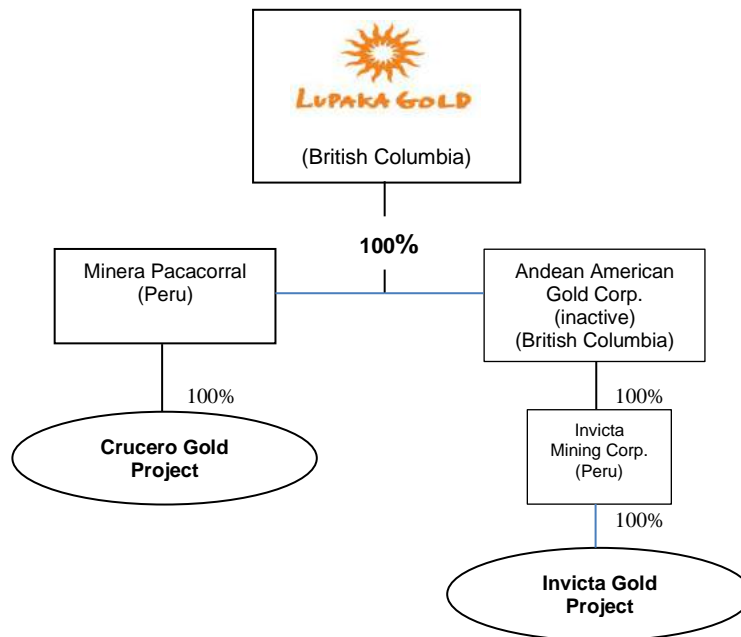 LUPAKA GOLD
(British Columbia)
100%
Minera Pacacorral
(Peru)
Andean American
Gold Corp.
(inactive)
(British Columbia)
100%
100%
Crucero Gold
Project
Invicta
Mining Corp.
(Peru)
100%
Invicta Gold
Project